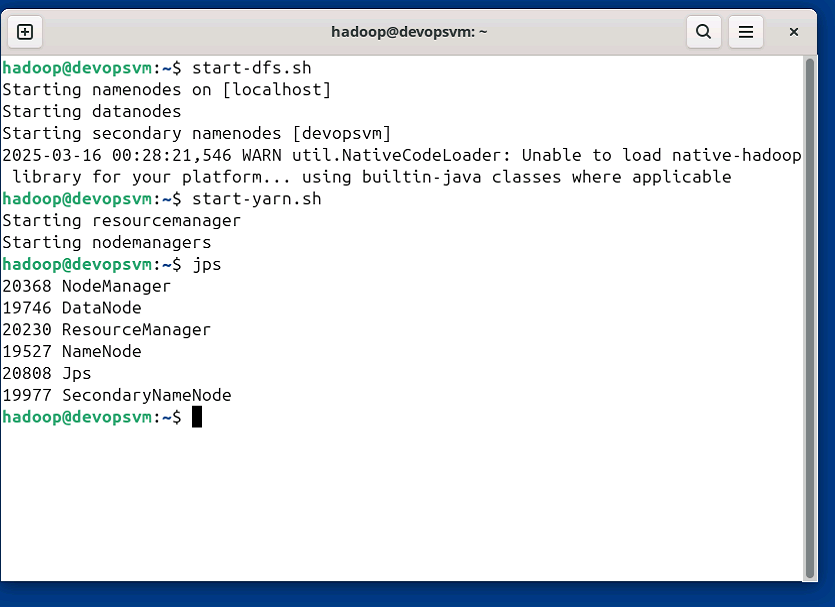 hadoop@devopsvm: ~
hadoop@devopsvm:~$ start-dfs.sh
Starting namenodes on [localhost]
Starting datanodes
Starting secondary namenodes [devopsvm]
2025-03-16 00:28:21,546 WARN util.NativeCodeLoader: Unable to load native-hadoop
 library for your platform... using builtin-java classes where applicable
hadoop@devopsvm:~$ start-yarn.sh
Starting resourcemanager
Starting nodemanagers
hadoop@devopsvm:~$ jps
20368 NodeManager
19746 DataNode
20230 ResourceManager
19527 NameNode
20808 Jps
19977 SecondaryNameNode
hadoop@devopsvm:~$